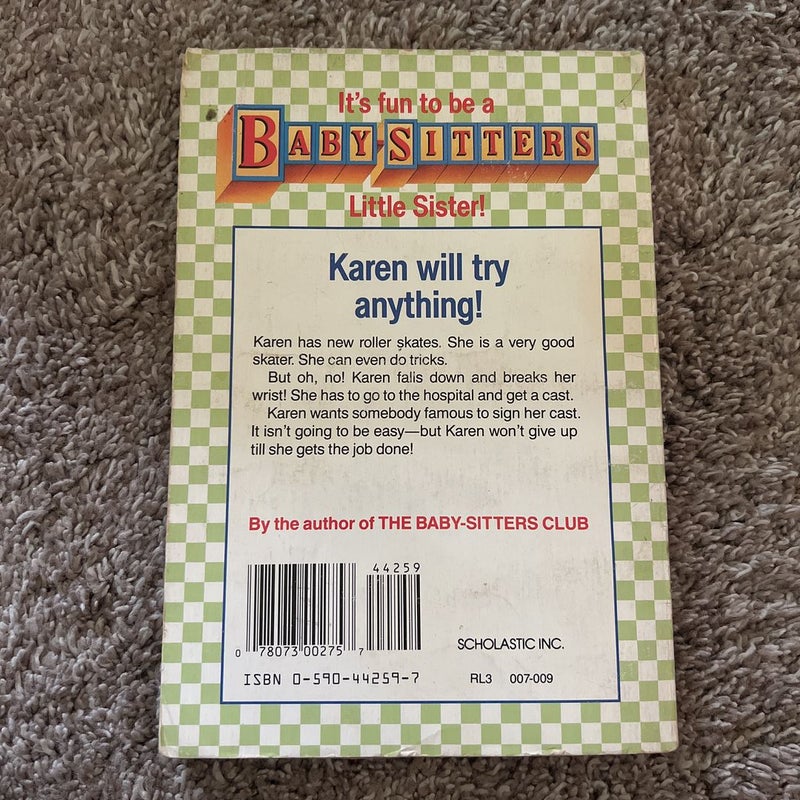 It's fun to be a
BABY-SITTERS
Little Sister!
Karen will try
anything!
Karen has new roller skates. She is a very good
skater. She can even do tricks.
But oh, no! Karen falls down and breaks her
wrist! She has to go to the hospital and get a cast.
Karen wants somebody famous to sign her cast.
It isn't going to be easy—but Karen won't give up
till she gets the job done!
By the author of THE BABY-SITTERS CLUB
44259
0 78073 00275 7
SCHOLASTIC INC.
ISBN 0-590-44259-7
RL3 007-009